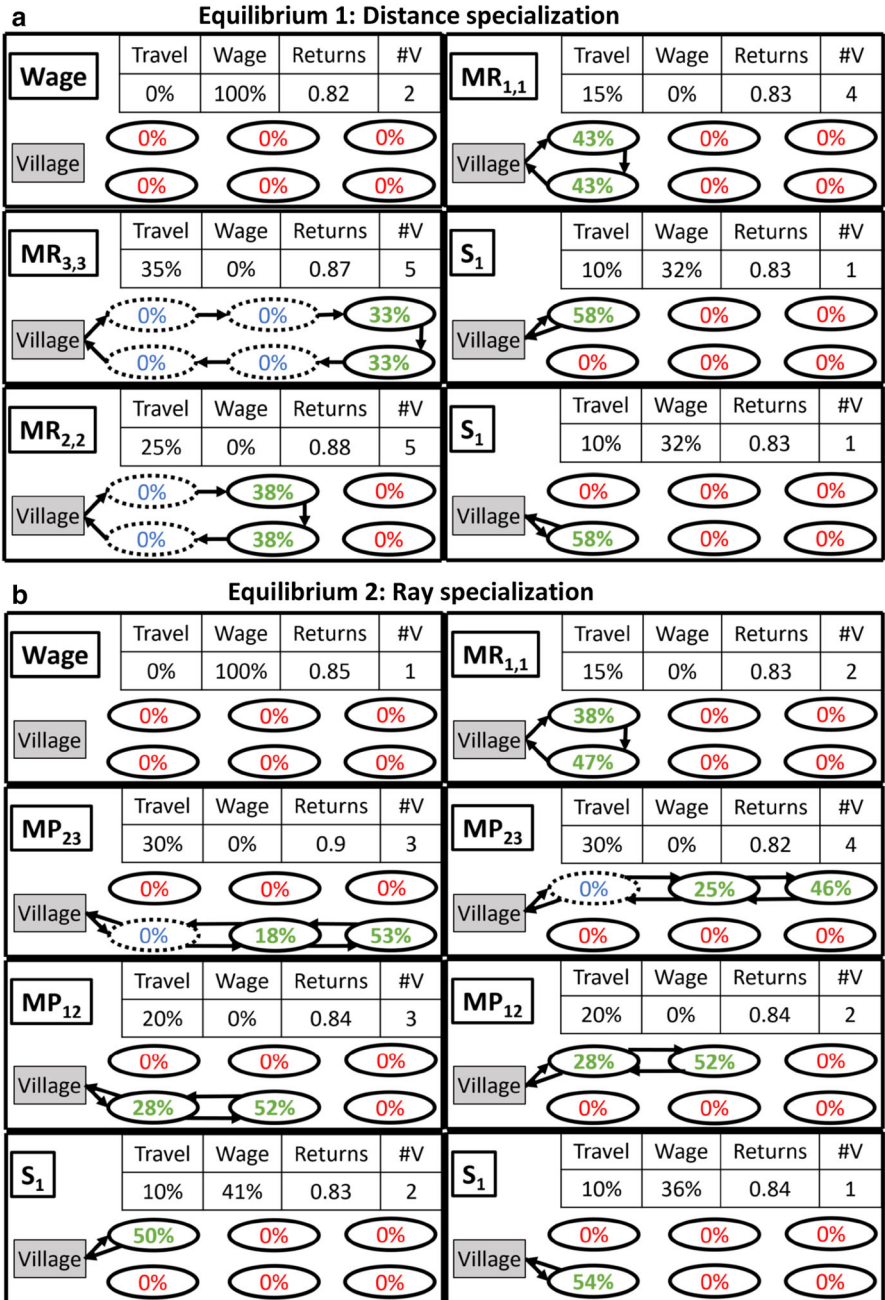 a
Equilibrium 1: Distance specialization
Wage
Travel Wage Returns #V
0% 100% 0.82 2
0% 0% 0%
Village
0% 0% 0%
MR1,1
Travel Wage Returns #V
15% 0% 0.83 4
43% 0% 0%
Village
43% 0% 0%
MR3,3
Travel Wage Returns #V
35% 0% 0.87 5
0% 0% 33%
Village
0% 0% 33%
S1
Travel Wage Returns #V
10% 32% 0.83 1
58% 0% 0%
Village
0% 0% 0%
MR2,2
Travel Wage Returns #V
25% 0% 0.88 5
0% 38% 0%
Village
0% 38% 0%
S1
Travel Wage Returns #V
10% 32% 0.83 1
0% 0% 0%
Village
58% 0% 0%
b
Equilibrium 2: Ray specialization
Wage
Travel Wage Returns #V
0% 100% 0.85 1
0% 0% 0%
Village
0% 0% 0%
MR1,1
Travel Wage Returns #V
15% 0% 0.83 2
38% 0% 0%
Village
47% 0% 0%
MP23
Travel Wage Returns #V
30% 0% 0.9 3
0% 0% 0%
Village
0% 18% 53%
MP23
Travel Wage Returns #V
30% 0% 0.82 4
0% 25% 46%
Village
0% 0% 0%
MP12
Travel Wage Returns #V
20% 0% 0.84 3
0% 0% 0%
Village
28% 52% 0%
MP12
Travel Wage Returns #V
20% 0% 0.84 2
28% 52% 0%
Village
0% 0% 0%
S1
Travel Wage Returns #V
10% 41% 0.83 2
50% 0% 0%
Village
0% 0% 0%
S1
Travel Wage Returns #V
10% 36% 0.84 1
0% 0% 0%
Village
54% 0% 0%